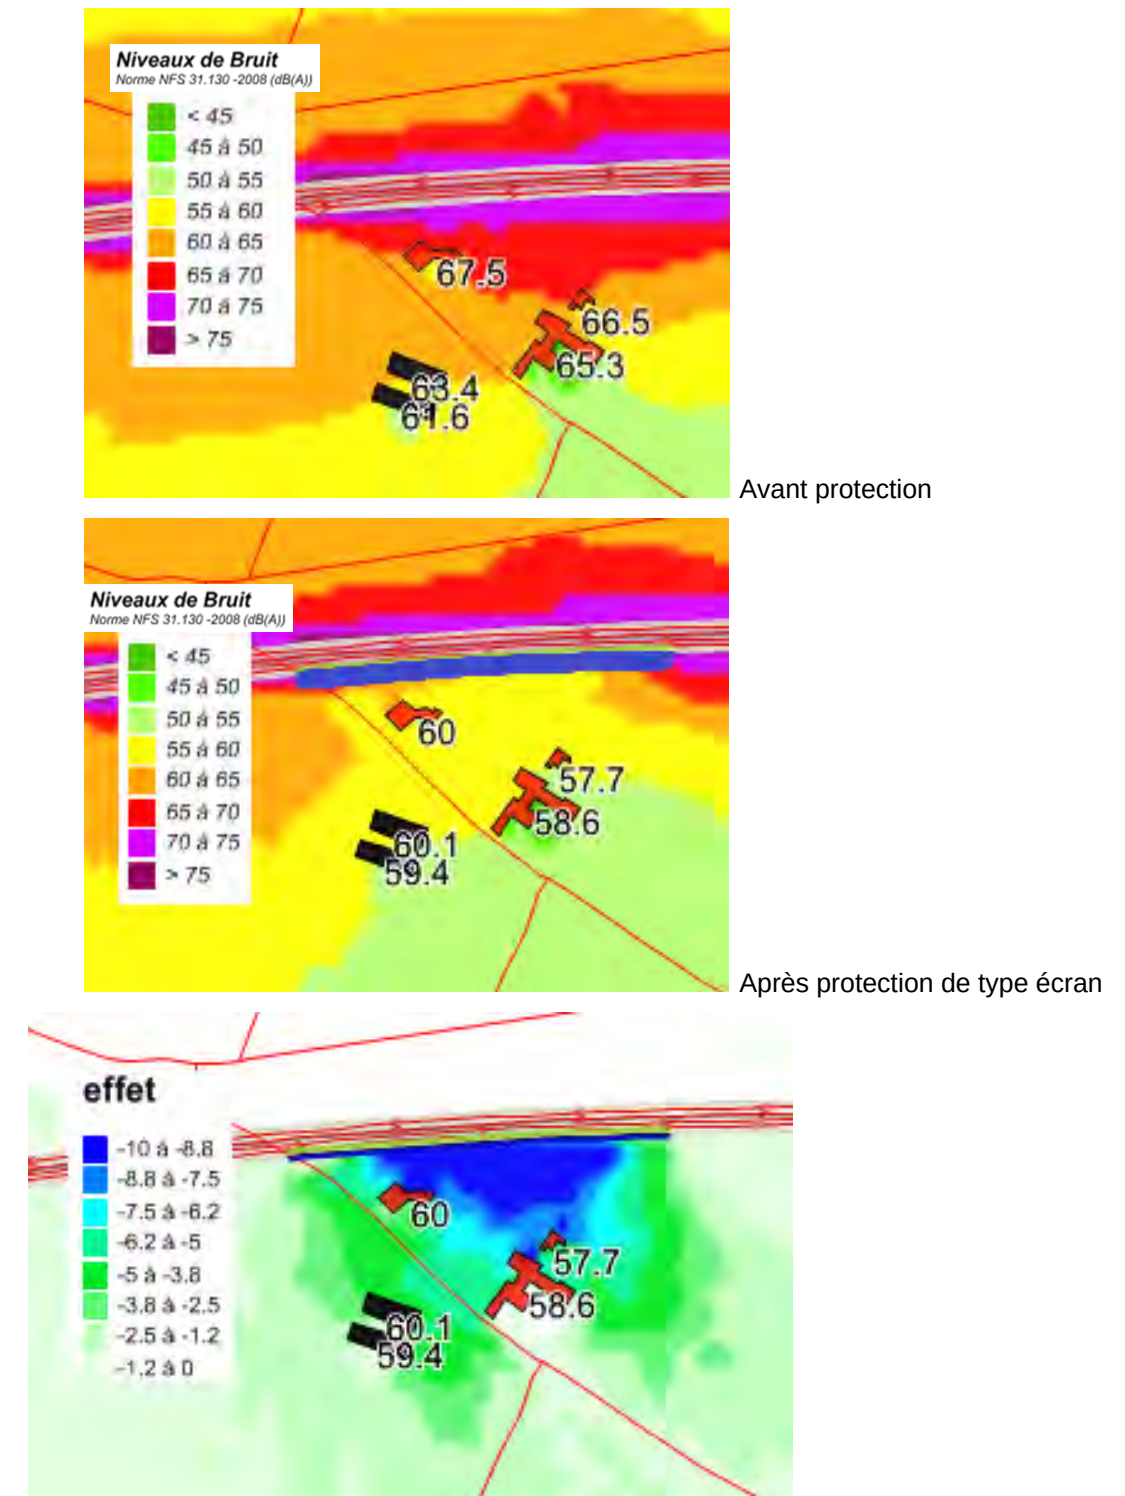 Niveaux de Bruit
Norme NFS 31.130 -2008 (dB(A))
< 45
45 à 50
50 à 55
55 à 60
60 à 65
65 à 70
70 à 75
> 75
67.5
66.5
65.3
63.4
61.6
Avant protection
Niveaux de Bruit
Norme NFS 31.130 -2008 (dB(A))
< 45
45 à 50
50 à 55
55 à 60
60 à 65
65 à 70
70 à 75
> 75
60
57.7
58.6
60.1
59.4
Après protection de type écran
effet
-10 à -8.8
-8.8 à -7.5
-7.5 à -6.2
-6.2 à -5
-5 à -3.8
-3.8 à -2.5
-2.5 à -1.2
-1.2 à 0
60
57.7
58.6
60.1
59.4